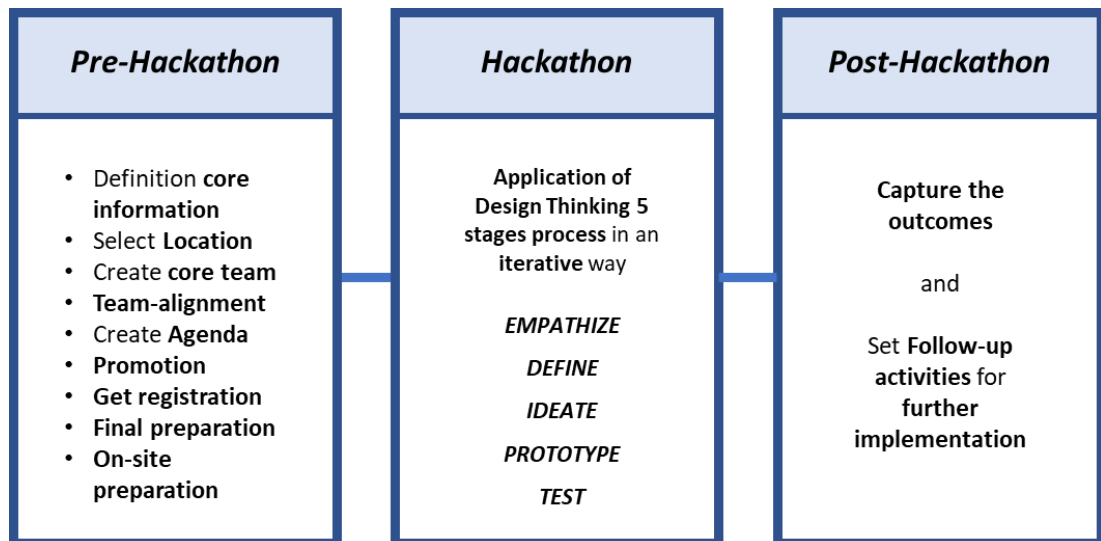 Pre-Hackathon
• Definition core
information
• Select Location
• Create core team
• Team-alignment
• Create Agenda
• Promotion
• Get registration
• Final preparation
• On-site
preparation
Hackathon
Application of
Design Thinking 5
stages process in an
iterative way
EMPATHIZE
DEFINE
IDEATE
PROTOTYPE
TEST
Post-Hackathon
Capture the
outcomes
and
Set Follow-up
activities for
further
implementation